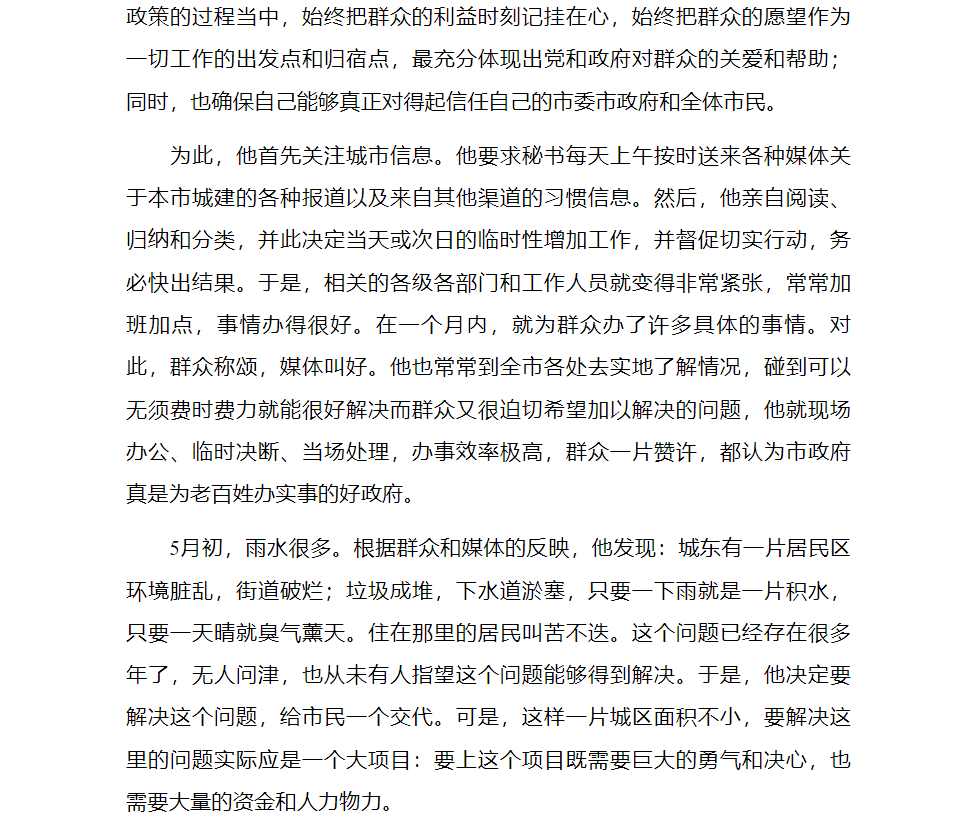 政策的过程当中，始终把群众的利益时刻记挂在心，始终把群众的愿望作为
一切工作的出发点和归宿点，最充分体现出党和政府对群众的关爱和帮助；
同时，也确保自己能够真正对得起信任自己的市委市政府和全体市民。
为此，他首先关注城市信息。他要求秘书每天上午按时送来各种媒体关
于本市城建的各种报道以及来自其他渠道的习惯信息。然后，他亲自阅读、
归纳和分类，并此决定当天或次日的临时性增加工作，并督促切实行动，务
必快出结果。于是，相关的各级各部门和工作人员就变得非常紧张，常常加
班加点，事情办得很好。在一个月内，就为群众办了许多具体的事情。对
此，群众称颂，媒体叫好。他也常常到全市各处去实地了解情况，碰到可以
无须费时费力就能很好解决而群众又很迫切希望加以解决的问题，他就现场
办公、临时决断、当场处理，办事效率极高，群众一片赞许，都认为市政府
真是为老百姓办实事的好政府。
5月初，雨水很多。根据群众和媒体的反映，他发现：城东有一片居民区
环境脏乱，街道破烂；垃圾成堆，下水道淤塞，只要一下雨就是一片积水，
只要一天晴就臭气薰天。住在那里的居民叫苦不迭。这个问题已经存在很多
年了，无人问津，也从未有人指望这个问题能够得到解决。于是，他决定要
解决这个问题，给市民一个交代。可是，这样一片城区面积不小，要解决这
里的问题实际应是一个大项目：要上这个项目既需要巨大的勇气和决心，也
需要大量的资金和人力物力。